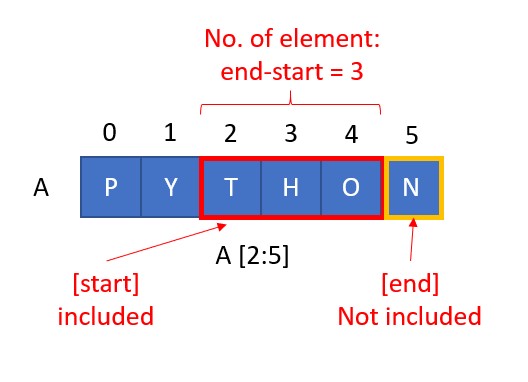 No. of element:
end-start = 3
0 1 2 3 4 5
A P Y T H O N
A [2:5]
[start]
included
[end]
Not included